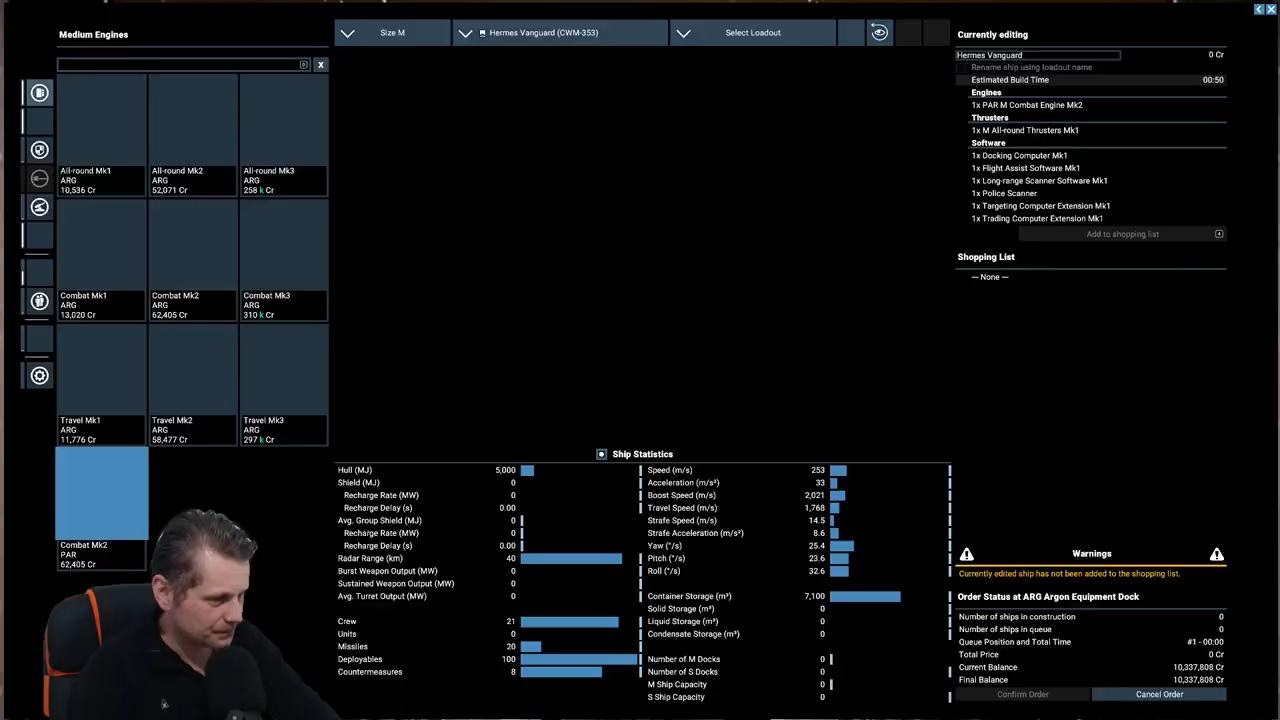 Medium Engines
Size M
Hermes Vanguard (CWM-353)
Select Loadout
x
All-round Mk1
ARG
10,536 Cr
All-round Mk2
ARG
52,071 Cr
All-round Mk3
ARG
258 k Cr
Combat Mk1
ARG
13,020 Cr
Combat Mk2
ARG
62,405 Cr
Combat Mk3
ARG
310 k Cr
Travel Mk1
ARG
11,776 Cr
Travel Mk2
ARG
58,477 Cr
Travel Mk3
ARG
297 k Cr
Combat Mk2
PAR
62,405 Cr
Ship Statistics
Hull (MJ) 5,000
Shield (MJ) 0
Recharge Rate (MW) 0
Recharge Delay (s) 0.00
Avg. Group Shield (MJ) 0
Recharge Rate (MW) 0
Recharge Delay (s) 0.00
Radar Range (km) 40
Burst Weapon Output (MW) 0
Sustained Weapon Output (MW) 0
Avg. Turret Output (MW) 0
Crew 21
Units 0
Missiles 20
Deployables 100
Countermeasures 8
Speed (m/s) 253
Acceleration (m/s²) 33
Boost Speed (m/s) 2,021
Travel Speed (m/s) 1,768
Strafe Speed (m/s) 14.5
Strafe Acceleration (m/s²) 8.6
Yaw (°/s) 25.4
Pitch (°/s) 23.6
Roll (°/s) 32.6
Container Storage (m³) 7,100
Solid Storage (m³) 0
Liquid Storage (m³) 0
Condensate Storage (m³) 0
Number of M Docks 0
Number of S Docks 0
M Ship Capacity 0
S Ship Capacity 0
Currently editing
Hermes Vanguard 0 Cr
Rename ship using loadout name
Estimated Build Time 00:50
Engines
1x PAR M Combat Engine Mk2
Thrusters
1x M All-round Thrusters Mk1
Software
1x Docking Computer Mk1
1x Flight Assist Software Mk1
1x Long-range Scanner Software Mk1
1x Police Scanner
1x Targeting Computer Extension Mk1
1x Trading Computer Extension Mk1
Add to shopping list
Shopping List
— None —
Warnings
Currently edited ship has not been added to the shopping list.
Order Status at ARG Argon Equipment Dock
Number of ships in construction 0
Number of ships in queue 0
Queue Position and Total Time #1 - 00:00
Total Price 0 Cr
Current Balance 10,337,808 Cr
Final Balance 10,337,808 Cr
Confirm Order
Cancel Order